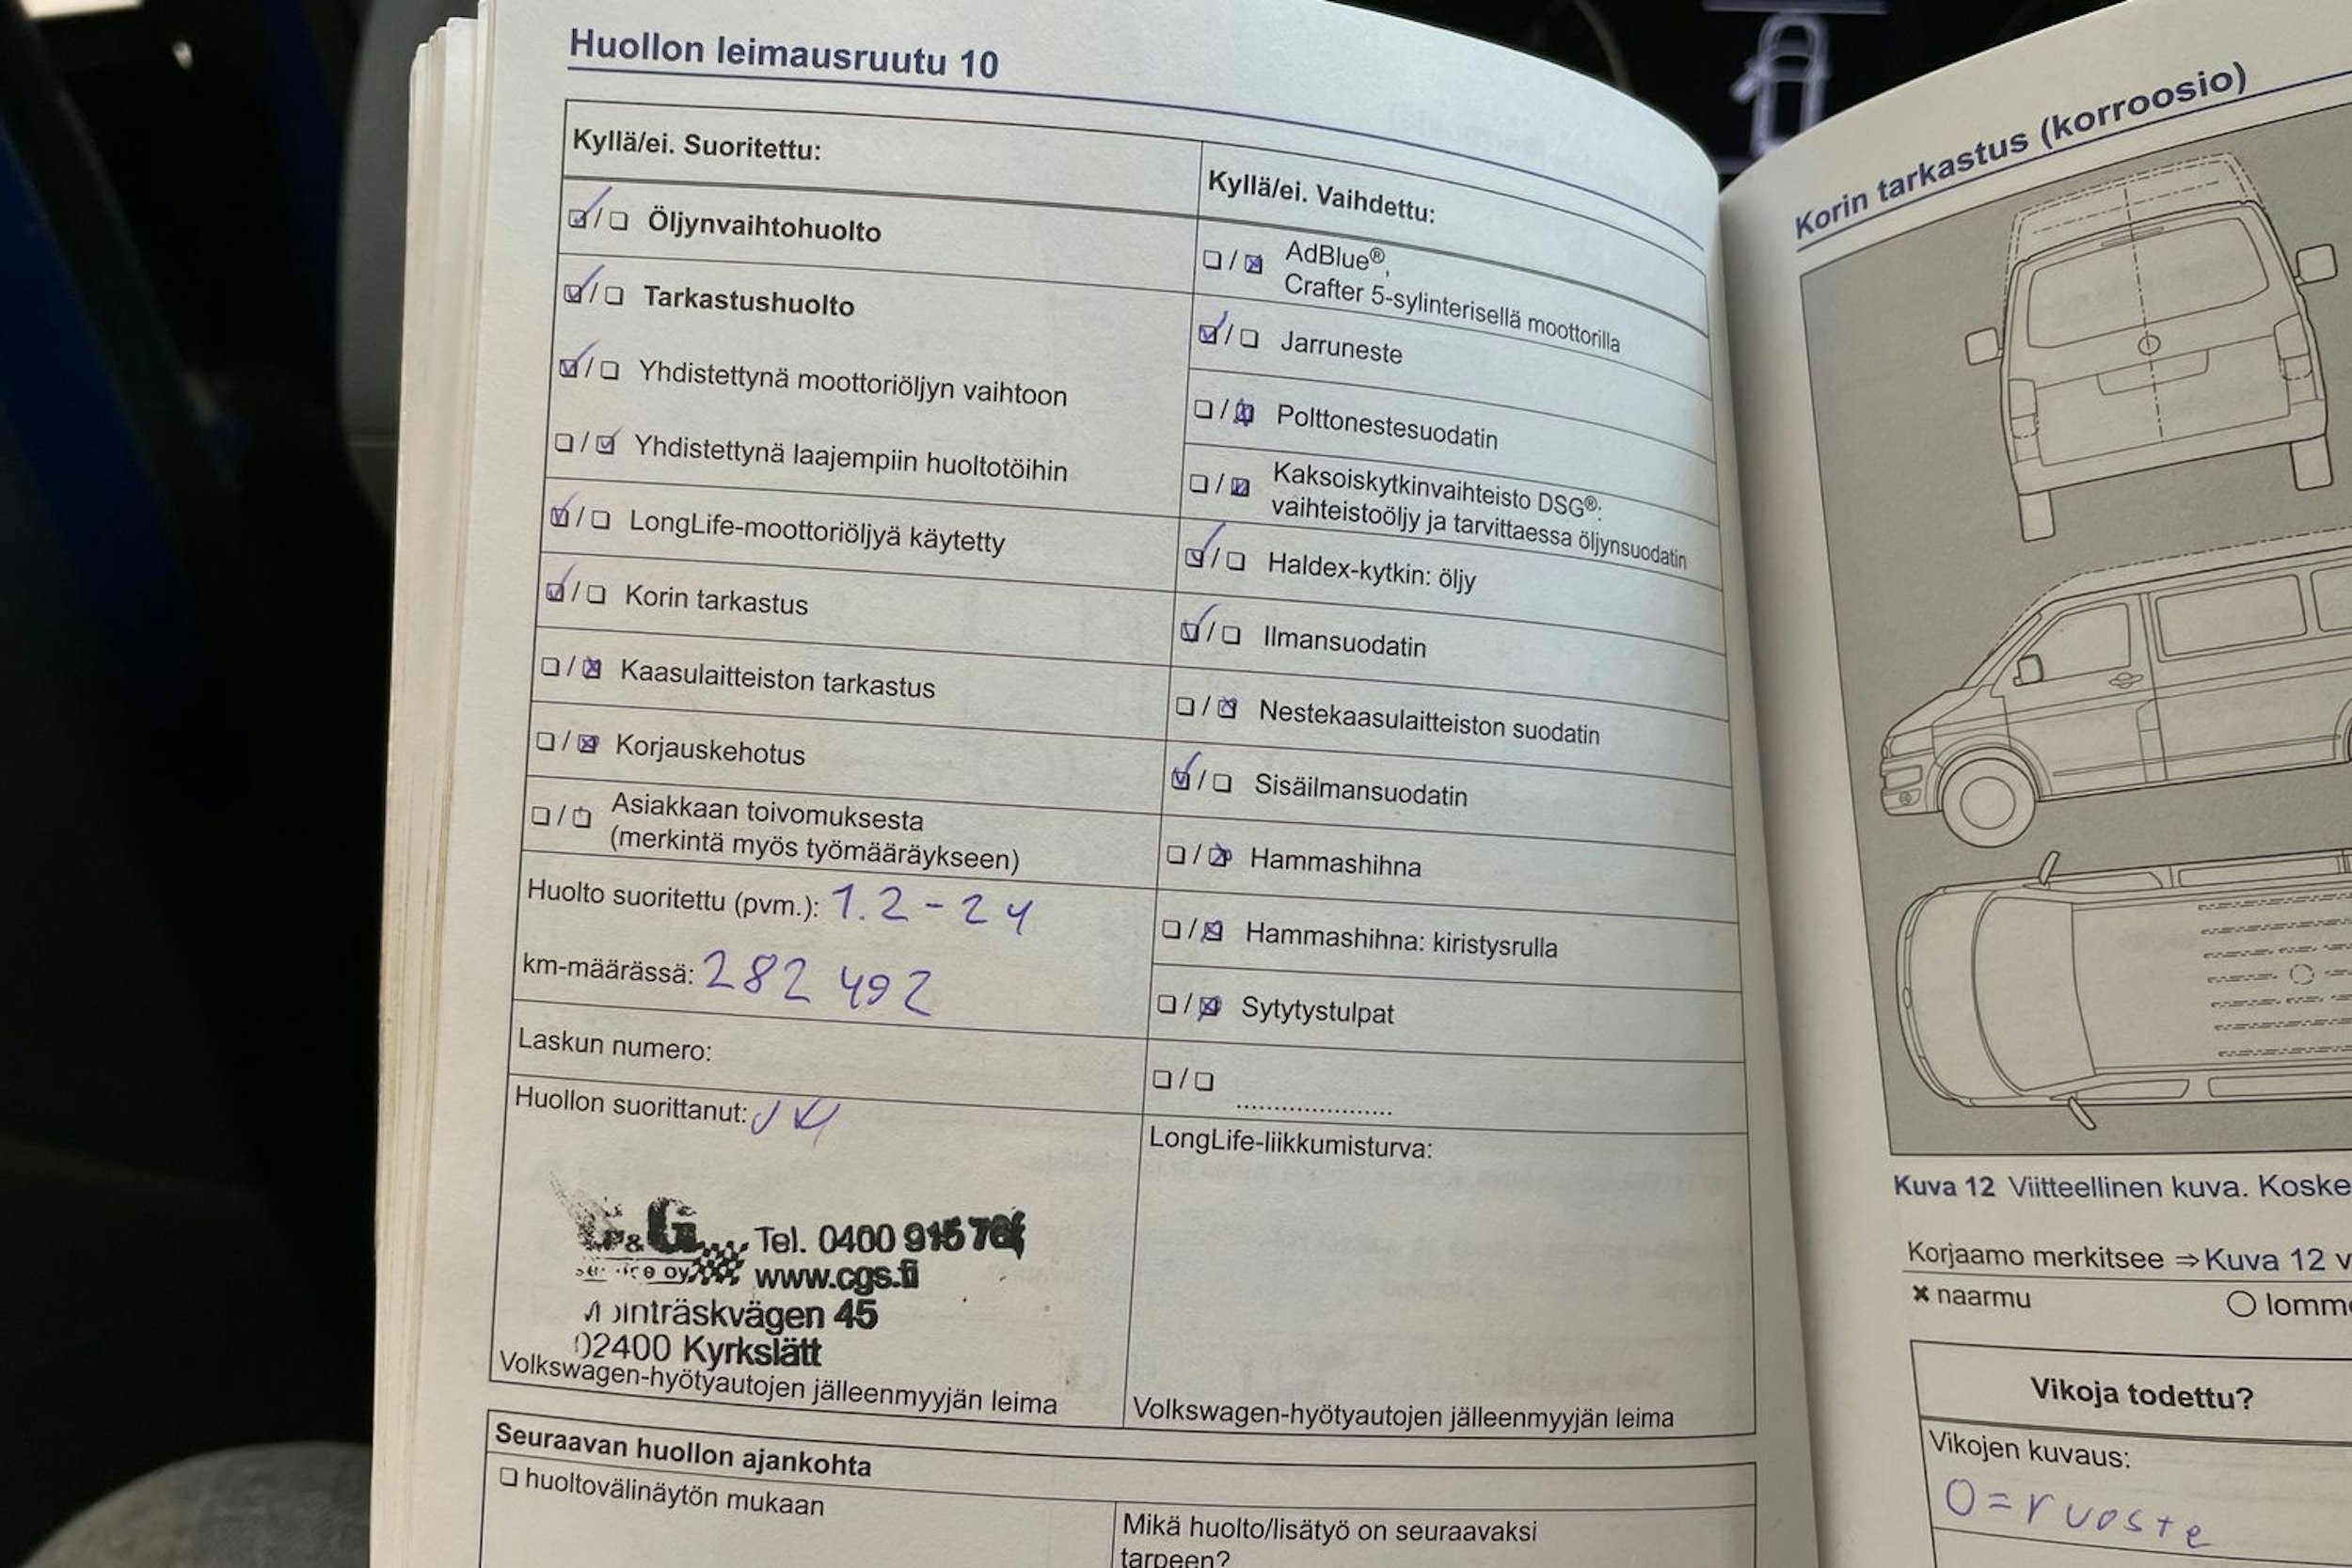 Huollon leimausruutu 10
Kyllä/ei. Suoritettu:
Öljynvaihtohuolto
Tarkastushuolto
Yhdistettynä moottoriöljyn vaihtoon
Yhdistettynä laajempiin huoltotöihin
LongLife-moottoriöljyä käytetty
Korin tarkastus
Kaasulaitteiston tarkastus
Korjauskehotus
Asiakkaan toivomuksesta
(merkintä myös työmääräykseen)
Huolto suoritettu (pvm.): 1.2-24
km-määrässä: 282 492
Laskun numero:
Huollon suorittanut:
Tel. 0400 915
www.cgs.fi
45
Kyrkslätt
Volkswagen-hyötyautojen jälleenmyyjän leima
Kyllä/ei. Vaihdettu:
AdBlue®,
Crafter 5-sylinterisellä moottorilla
Jarruneste
Polttonestesuodatin
Kaksoiskytkinvaihteisto DSG®:
vaihteistoöljy ja tarvittaessa öljynsuodatin
Haldex-kytkin: öljy
Ilmansuodatin
Nestekaasulaitteiston suodatin
Sisäilmansuodatin
Hammashihna
Hammashihna: kiristysrulla
Sytytystulpat
LongLife-liikkumisturva:
Volkswagen-hyötyautojen jälleenmyyjän leima
Seuraavan huollon ajankohta
huoltovälinäytön mukaan
Mikä huolto/lisätyö on seuraavaksi
tarpeen?
Korin tarkastus (korroosio)
Kuva 12 Viitteellinen kuva. Koske
Korjaamo merkitsee ⇒ Kuva 12 v
× naarmu
Vikoja todettu?
Vikojen kuvaus:
O=ruoste